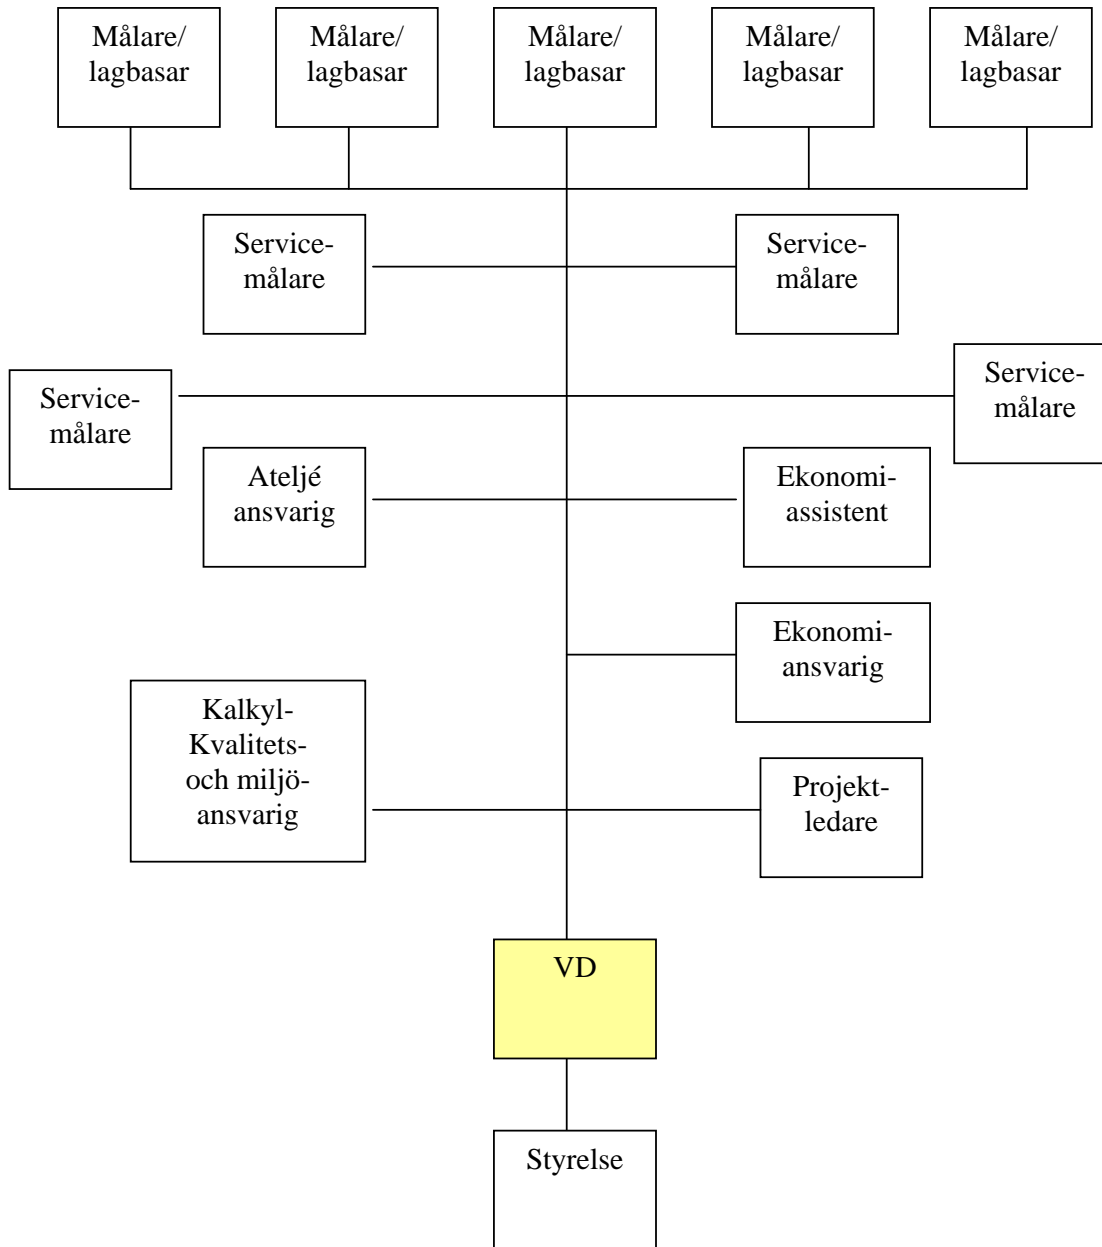 Målare/
lagbasar
Målare/
lagbasar
Målare/
lagbasar
Målare/
lagbasar
Målare/
lagbasar
Service-
målare
Service-
målare
Service-
målare
Service-
målare
Ateljé
ansvarig
Ekonomi-
assistent
Ekonomi-
ansvarig
Kalkyl-
Kvalitets-
och miljö-
ansvarig
Projekt-
ledare
VD
Styrelse